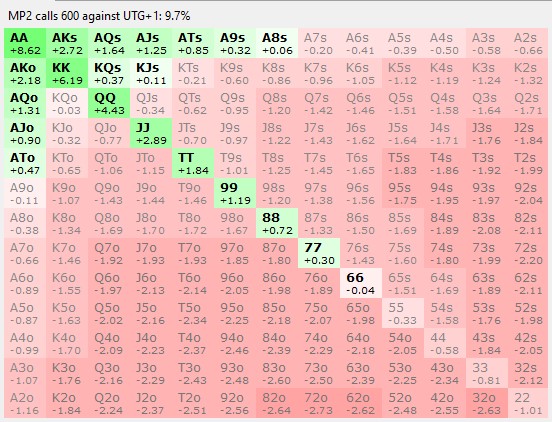 MP2 calls 600 against UTG+1: 9.7%
AA AKs AQs AJs ATs A9s A8s A7s A6s A5s A4s A3s A2s
+8.62 +2.72 +1.64 +1.25 +0.85 +0.32 +0.06 -0.20 -0.41 -0.39 -0.50 -0.58 -0.66
AKo KK KQs KJs KTs K9s K8s K7s K6s K5s K4s K3s K2s
+2.18 +6.19 +0.37 +0.11 -0.21 -0.60 -0.86 -0.96 -1.05 -1.12 -1.19 -1.24 -1.32
AQo KQo QQ QJs QTs Q9s Q8s Q7s Q6s Q5s Q4s Q3s Q2s
+1.31 -0.03 +4.43 -0.34 -0.62 -0.95 -1.20 -1.42 -1.46 -1.51 -1.58 -1.64 -1.71
AJo KJo QJo JJ JTs J9s J8s J7s J6s J5s J4s J3s J2s
+0.90 -0.32 -0.77 +2.89 -0.70 -0.97 -1.22 -1.43 -1.62 -1.64 -1.71 -1.76 -1.84
ATo KTo QTo JTo TT T9s T8s T7s T6s T5s T4s T3s T2s
+0.47 -0.65 -1.06 -1.15 +1.84 -1.01 -1.25 -1.45 -1.65 -1.83 -1.86 -1.92 -1.99
A9o K9o Q9o J9o T9o 99 98s 97s 96s 95s 94s 93s 92s
-0.11 -1.07 -1.43 -1.44 -1.46 +1.19 -1.20 -1.38 -1.56 -1.75 -1.95 -1.97 -2.04
A8o K8o Q8o J8o T8o 98o 88 87s 86s 85s 84s 83s 82s
-0.38 -1.34 -1.69 -1.70 -1.72 -1.67 +0.72 -1.33 -1.50 -1.69 -1.89 -2.08 -2.11
A7o K7o Q7o J7o T7o 97o 87o 77 76s 75s 74s 73s 72s
-0.66 -1.46 -1.92 -1.93 -1.93 -1.85 -1.80 +0.30 -1.43 -1.60 -1.80 -1.99 -2.20
A6o K6o Q6o J6o T6o 96o 86o 76o 66 65s 64s 63s 62s
-0.89 -1.55 -1.97 -2.13 -2.14 -2.05 -1.98 -1.89 -0.04 -1.51 -1.69 -1.89 -2.11
A5o K5o Q5o J5o T5o 95o 85o 75o 65o 55 54s 53s 52s
-0.87 -1.63 -2.02 -2.16 -2.34 -2.25 -2.18 -2.07 -1.98 -0.33 -1.58 -1.76 -1.98
A4o K4o Q4o J4o T4o 94o 84o 74o 64o 54o 44 43s 42s
-0.99 -1.70 -2.09 -2.23 -2.37 -2.46 -2.39 -2.29 -2.18 -2.05 -0.58 -1.84 -2.05
A3o K3o Q3o J3o T3o 93o 83o 73o 63o 53o 43o 33 32s
-1.07 -1.76 -2.16 -2.29 -2.43 -2.48 -2.60 -2.50 -2.39 -2.25 -2.34 -0.81 -2.12
A2o K2o Q2o J2o T2o 92o 82o 72o 62o 52o 42o 32o 22
-1.16 -1.84 -2.24 -2.37 -2.51 -2.56 -2.64 -2.73 -2.62 -2.48 -2.55 -2.63 -1.01